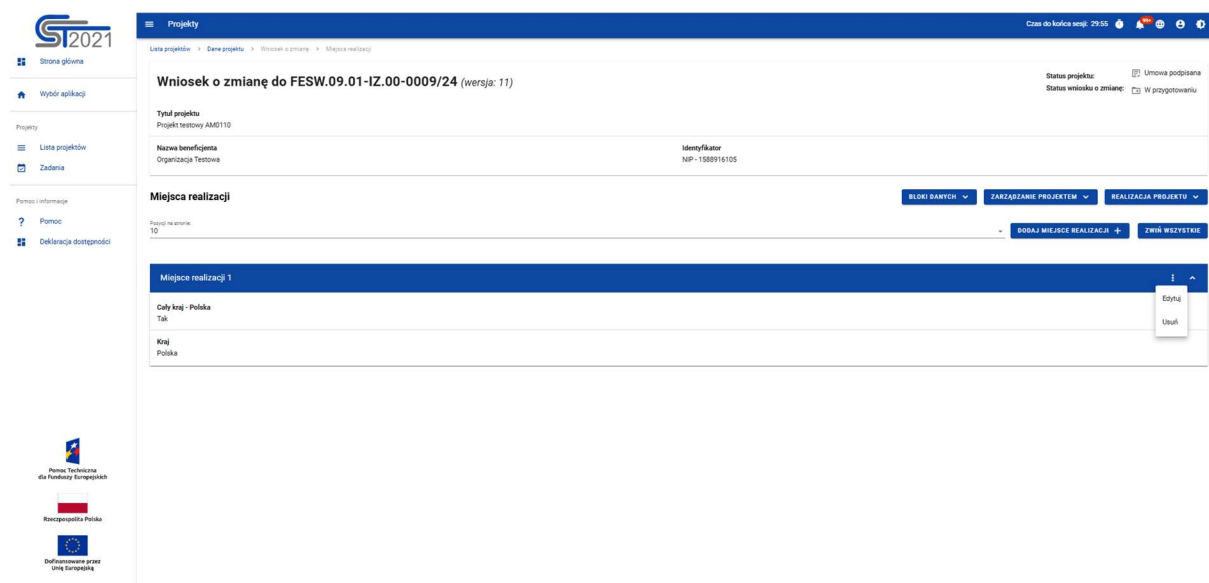 ST2021
Strona główna
Wybór aplikacji
Projekty
Lista projektów
Zadania
Pomoc i informacje
Pomoc
Deklaracja dostępności
Pomoc Techniczna
dla Funduszy Europejskich
Rzeczpospolita Polska
Dofinansowane przez
Unię Europejską
Projekty
Czas do końca sesji: 29:55
99+
Lista projektów > Dane projektu > Wniosek o zmianę > Miejsca realizacji
Wniosek o zmianę do FESW.09.01-IZ.00-0009/24 (wersja: 11)
Status projektu: Umowa podpisana
Status wniosku o zmianę: W przygotowaniu
Tytuł projektu
Projekt testowy AM0110
Nazwa beneficjenta
Organizacja Testowa
Identyfikator
NIP - 1588916105
Miejsca realizacji
BLOKI DANYCH
ZARZĄDZANIE PROJEKTEM
REALIZACJA PROJEKTU
Pozycji na stronie:
10
DODAJ MIEJSCE REALIZACJI +
ZWIŃ WSZYSTKIE
Miejsce realizacji 1
Edytuj
Usuń
Cały kraj - Polska
Tak
Kraj
Polska